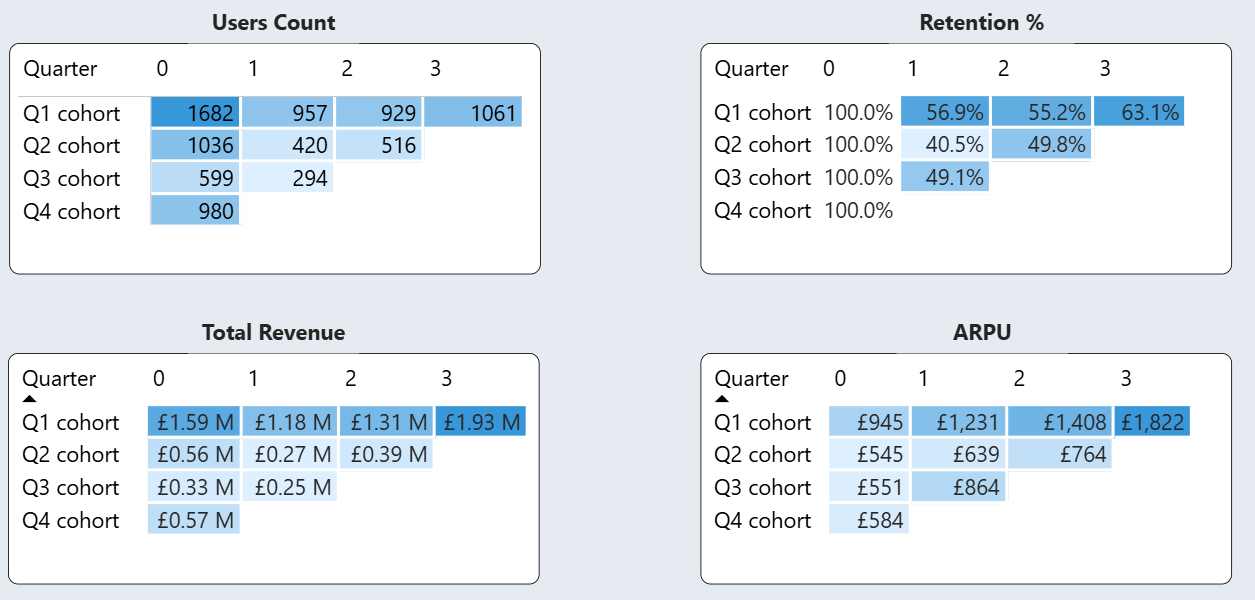 Users Count
Quarter 0 1 2 3
Q1 cohort 1682 957 929 1061
Q2 cohort 1036 420 516
Q3 cohort 599 294
Q4 cohort 980
Retention %
Quarter 0 1 2 3
Q1 cohort 100.0% 56.9% 55.2% 63.1%
Q2 cohort 100.0% 40.5% 49.8%
Q3 cohort 100.0% 49.1%
Q4 cohort 100.0%
Total Revenue
Quarter 0 1 2 3
Q1 cohort £1.59 M £1.18 M £1.31 M £1.93 M
Q2 cohort £0.56 M £0.27 M £0.39 M
Q3 cohort £0.33 M £0.25 M
Q4 cohort £0.57 M
ARPU
Quarter 0 1 2 3
Q1 cohort £945 £1,231 £1,408 £1,822
Q2 cohort £545 £639 £764
Q3 cohort £551 £864
Q4 cohort £584